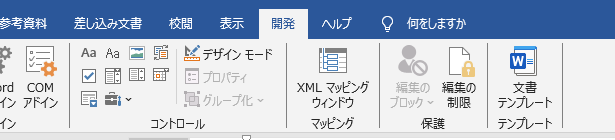 参考資料 差し込み文書 校閲 表示 開発 ヘルプ 何をしますか
Aa Aa デザイン モード
プロパティ
グループ化
ord COM
イン アドイン
XML マッピング
ウィンドウ
編集の 編集の
ブロック 制限
文書
テンプレート
イン コントロール マッピング 保護 テンプレート